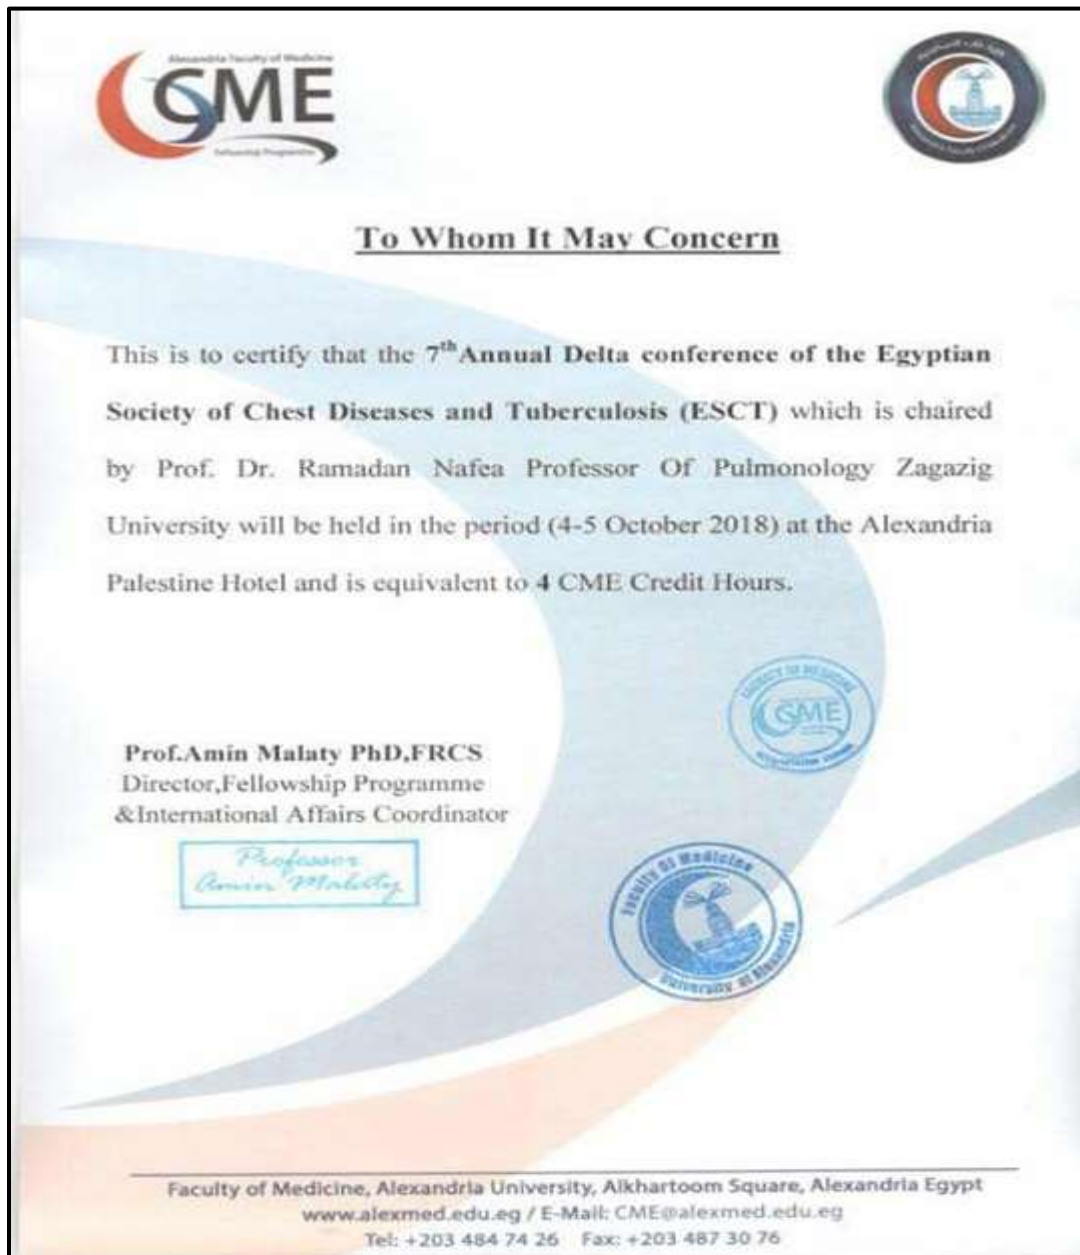 Alexandria Faculty of Medicine
CME
Fellowship Programme
To Whom It May Concern
This is to certify that the 7th Annual Delta conference of the Egyptian
Society of Chest Diseases and Tuberculosis (ESCT) which is chaired
by Prof. Dr. Ramadan Nafea Professor Of Pulmonology Zagazig
University will be held in the period (4-5 October 2018) at the Alexandria
Palestine Hotel and is equivalent to 4 CME Credit Hours.
FACULTY OF MEDICINE
CME
Prof.Amin Malaty PhD,FRCS
Director,Fellowship Programme
&International Affairs Coordinator
Professor
Amin Malaty
Faculty Of Medicine
University Of Alexandria
Faculty of Medicine, Alexandria University, Alkhartoom Square, Alexandria Egypt
www.alexmed.edu.eg / E-Mail: CME@alexmed.edu.eg
Tel: +203 484 74 26 Fax: +203 487 30 76